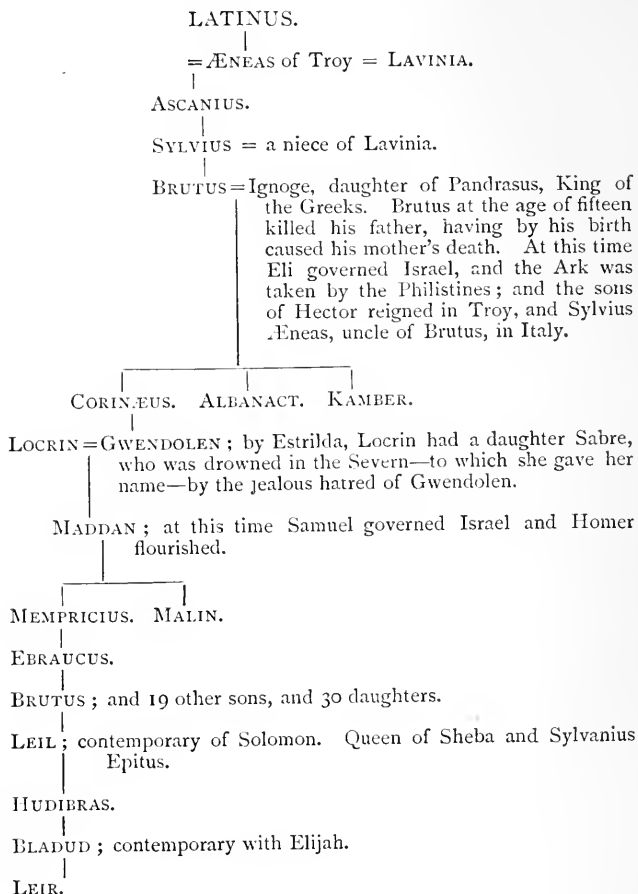 LATINUS.
= ÆNEAS of Troy = LAVINIA.
ASCANIUS.
SYLVIUS = a niece of Lavinia.
BRUTUS = Ignoge, daughter of Pandrasus, King of
the Greeks. Brutus at the age of fifteen
killed his father, having by his birth
caused his mother's death. At this time
Eli governed Israel, and the Ark was
taken by the Philistines; and the sons
of Hector reigned in Troy, and Sylvius
Æneas, uncle of Brutus, in Italy.
CORINÆUS. ALBANACT. KAMBER.
LOCRIN = GWENDOLEN; by Estrilda, Locrin had a daughter Sabre,
who was drowned in the Severn—to which she gave her
name—by the jealous hatred of Gwendolen.
MADDAN; at this time Samuel governed Israel and Homer
flourished.
MEMPRICIUS. MALIN.
EBRAUCUS.
BRUTUS; and 19 other sons, and 30 daughters.
LEIL; contemporary of Solomon. Queen of Sheba and Sylvanius
Epitus.
HUDIBRAS.
BLADUD; contemporary with Elijah.
LEIR.